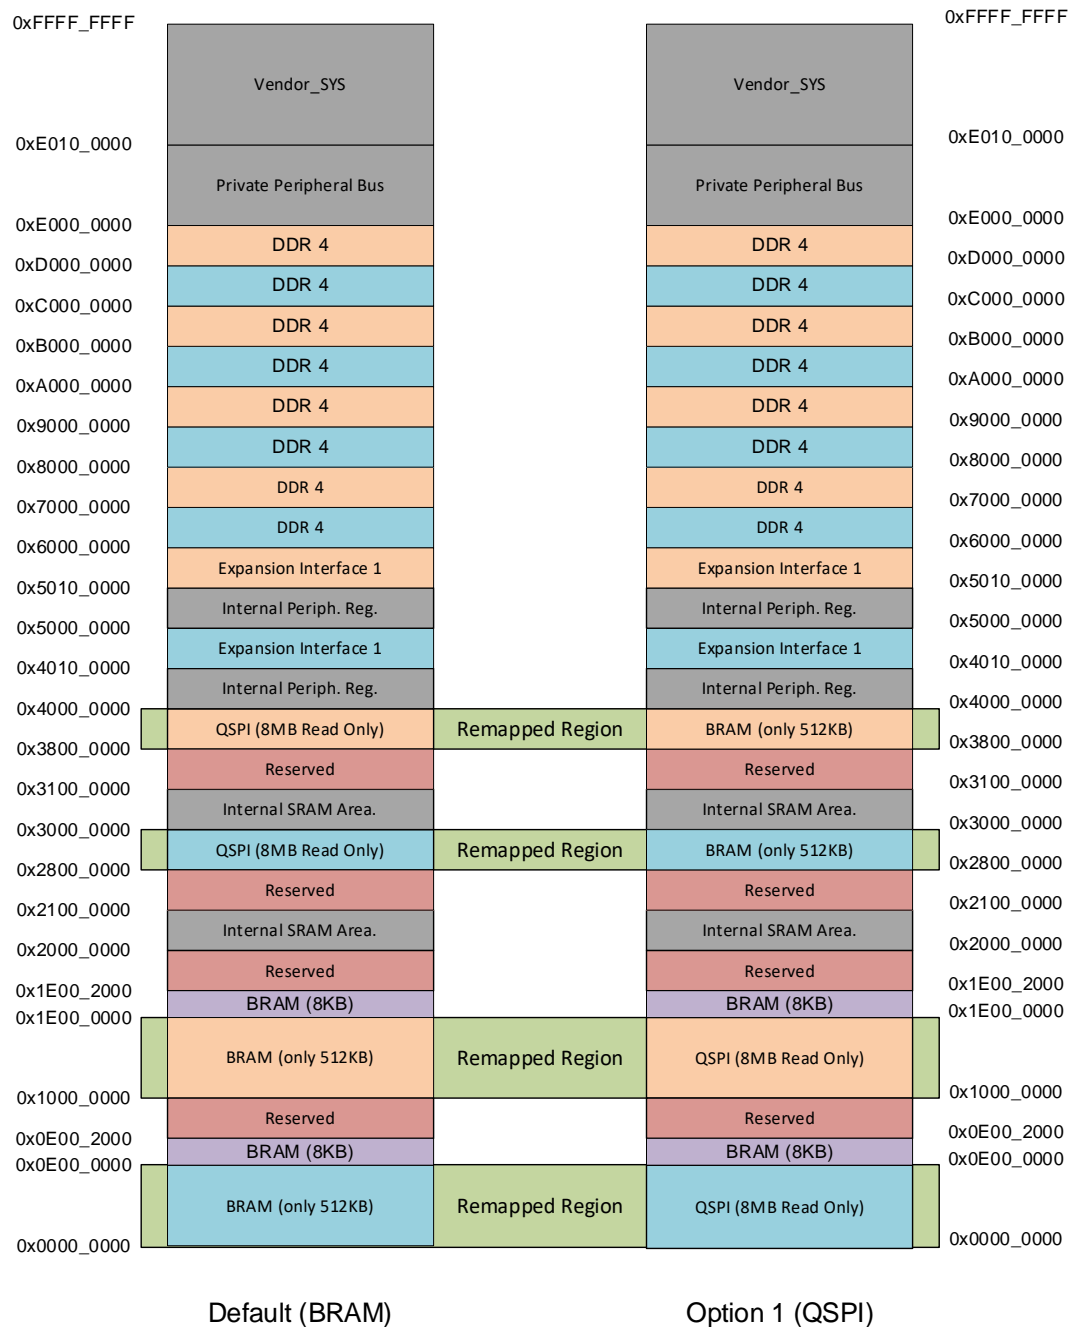 0xFFFF_FFFF 0xFFFF_FFFF
Vendor_SYS Vendor_SYS
0xE010_0000 0xE010_0000
Private Peripheral Bus Private Peripheral Bus
0xE000_0000 0xE000_0000
DDR 4 DDR 4
0xD000_0000 0xD000_0000
DDR 4 DDR 4
0xC000_0000 0xC000_0000
DDR 4 DDR 4
0xB000_0000 0xB000_0000
DDR 4 DDR 4
0xA000_0000 0xA000_0000
DDR 4 DDR 4
0x9000_0000 0x9000_0000
DDR 4 DDR 4
0x8000_0000 0x8000_0000
DDR 4 DDR 4
0x7000_0000 0x7000_0000
DDR 4 DDR 4
0x6000_0000 0x6000_0000
Expansion Interface 1 Expansion Interface 1
0x5010_0000 0x5010_0000
Internal Periph. Reg. Internal Periph. Reg.
0x5000_0000 0x5000_0000
Expansion Interface 1 Expansion Interface 1
0x4010_0000 0x4010_0000
Internal Periph. Reg. Internal Periph. Reg.
0x4000_0000 0x4000_0000
QSPI (8MB Read Only) Remapped Region BRAM (only 512KB)
0x3800_0000 0x3800_0000
Reserved Reserved
0x3100_0000 0x3100_0000
Internal SRAM Area. Internal SRAM Area.
0x3000_0000 0x3000_0000
QSPI (8MB Read Only) Remapped Region BRAM (only 512KB)
0x2800_0000 0x2800_0000
Reserved Reserved
0x2100_0000 0x2100_0000
Internal SRAM Area. Internal SRAM Area.
0x2000_0000 0x2000_0000
Reserved Reserved
0x1E00_2000 0x1E00_2000
BRAM (8KB) BRAM (8KB)
0x1E00_0000 0x1E00_0000
BRAM (only 512KB) Remapped Region QSPI (8MB Read Only)
0x1000_0000 0x1000_0000
Reserved Reserved
0x0E00_2000 0x0E00_2000
BRAM (8KB) BRAM (8KB)
0x0E00_0000 0x0E00_0000
BRAM (only 512KB) Remapped Region QSPI (8MB Read Only)
0x0000_0000 0x0000_0000
Default (BRAM) Option 1 (QSPI)